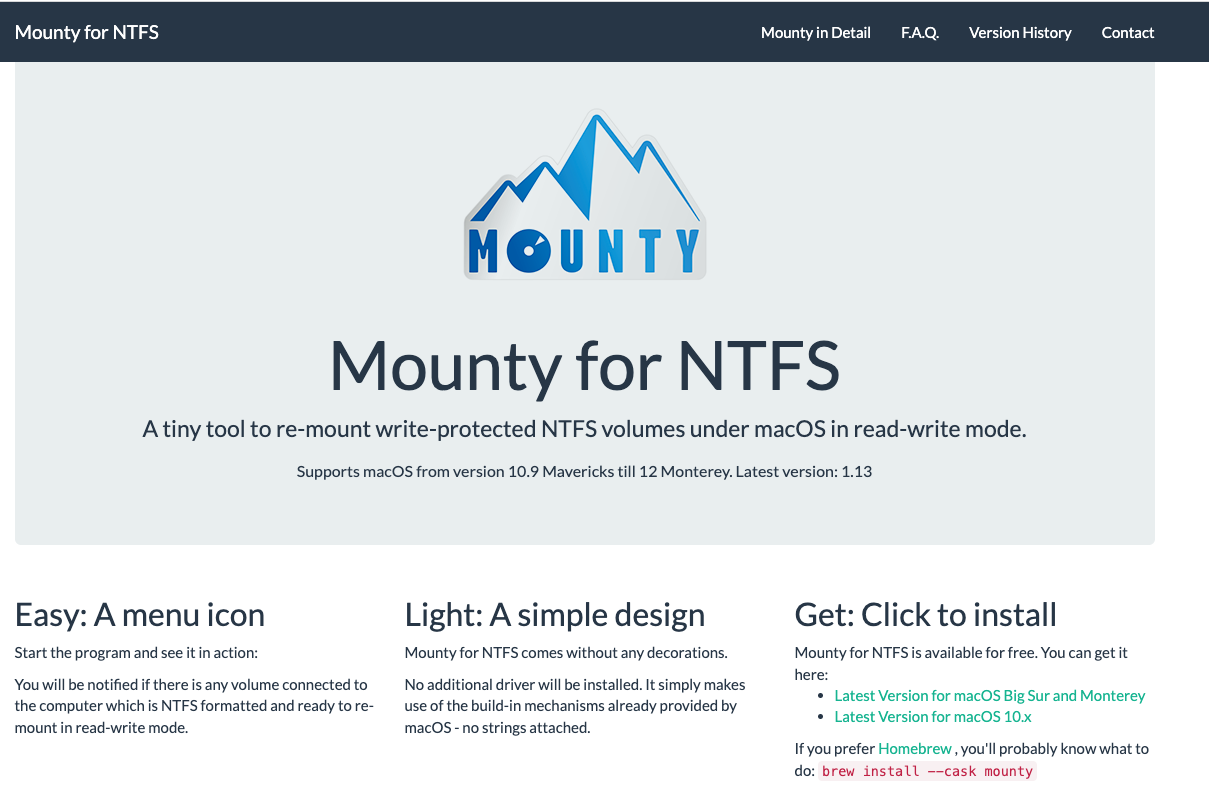 Mounty for NTFS
Mounty in Detail
F.A.Q.
Version History
Contact
MOUNTY
Mounty for NTFS
A tiny tool to re-mount write-protected NTFS volumes under macOS in read-write mode.
Supports macOS from version 10.9 Mavericks till 12 Monterey. Latest version: 1.13
Easy: A menu icon
Start the program and see it in action:
You will be notified if there is any volume connected to
the computer which is NTFS formatted and ready to re-
mount in read-write mode.
Light: A simple design
Mounty for NTFS comes without any decorations.
No additional driver will be installed. It simply makes
use of the build-in mechanisms already provided by
macOS - no strings attached.
Get: Click to install
Mounty for NTFS is available for free. You can get it
here:
• Latest Version for macOS Big Sur and Monterey
• Latest Version for macOS 10.x
If you prefer Homebrew , you'll probably know what to
do: brew install --cask mounty